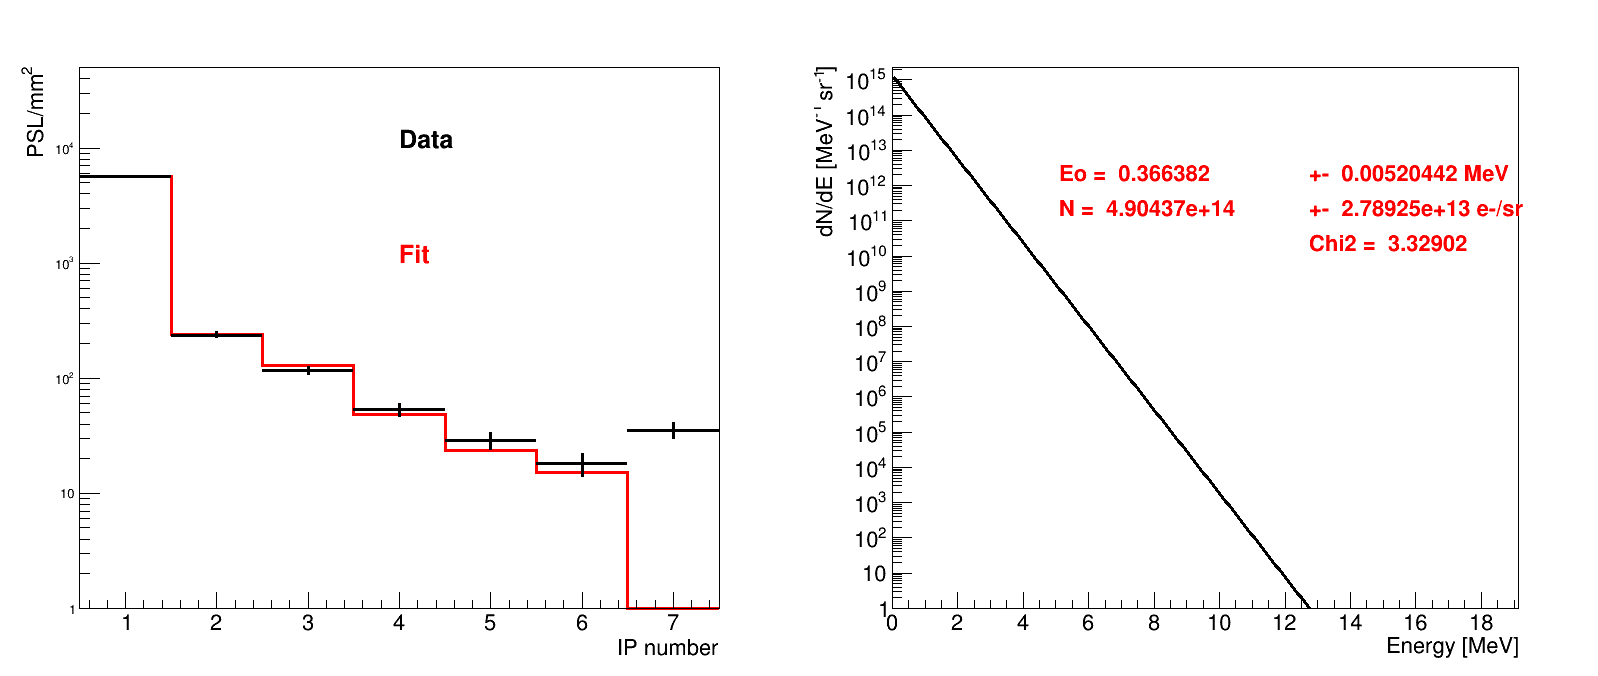 PSL/mm²
10⁴
10³
10²
10
1
Data
Fit
1 2 3 4 5 6 7
IP number
dN/dE [MeV⁻¹ sr⁻¹]
10¹⁵
10¹⁴
10¹³
10¹²
10¹¹
10¹⁰
10⁹
10⁸
10⁷
10⁶
10⁵
10⁴
10³
10²
10
1
Eo = 0.366382 +- 0.00520442 MeV
N = 4.90437e+14 +- 2.78925e+13 e-/sr
Chi2 = 3.32902
0 2 4 6 8 10 12 14 16 18
Energy [MeV]